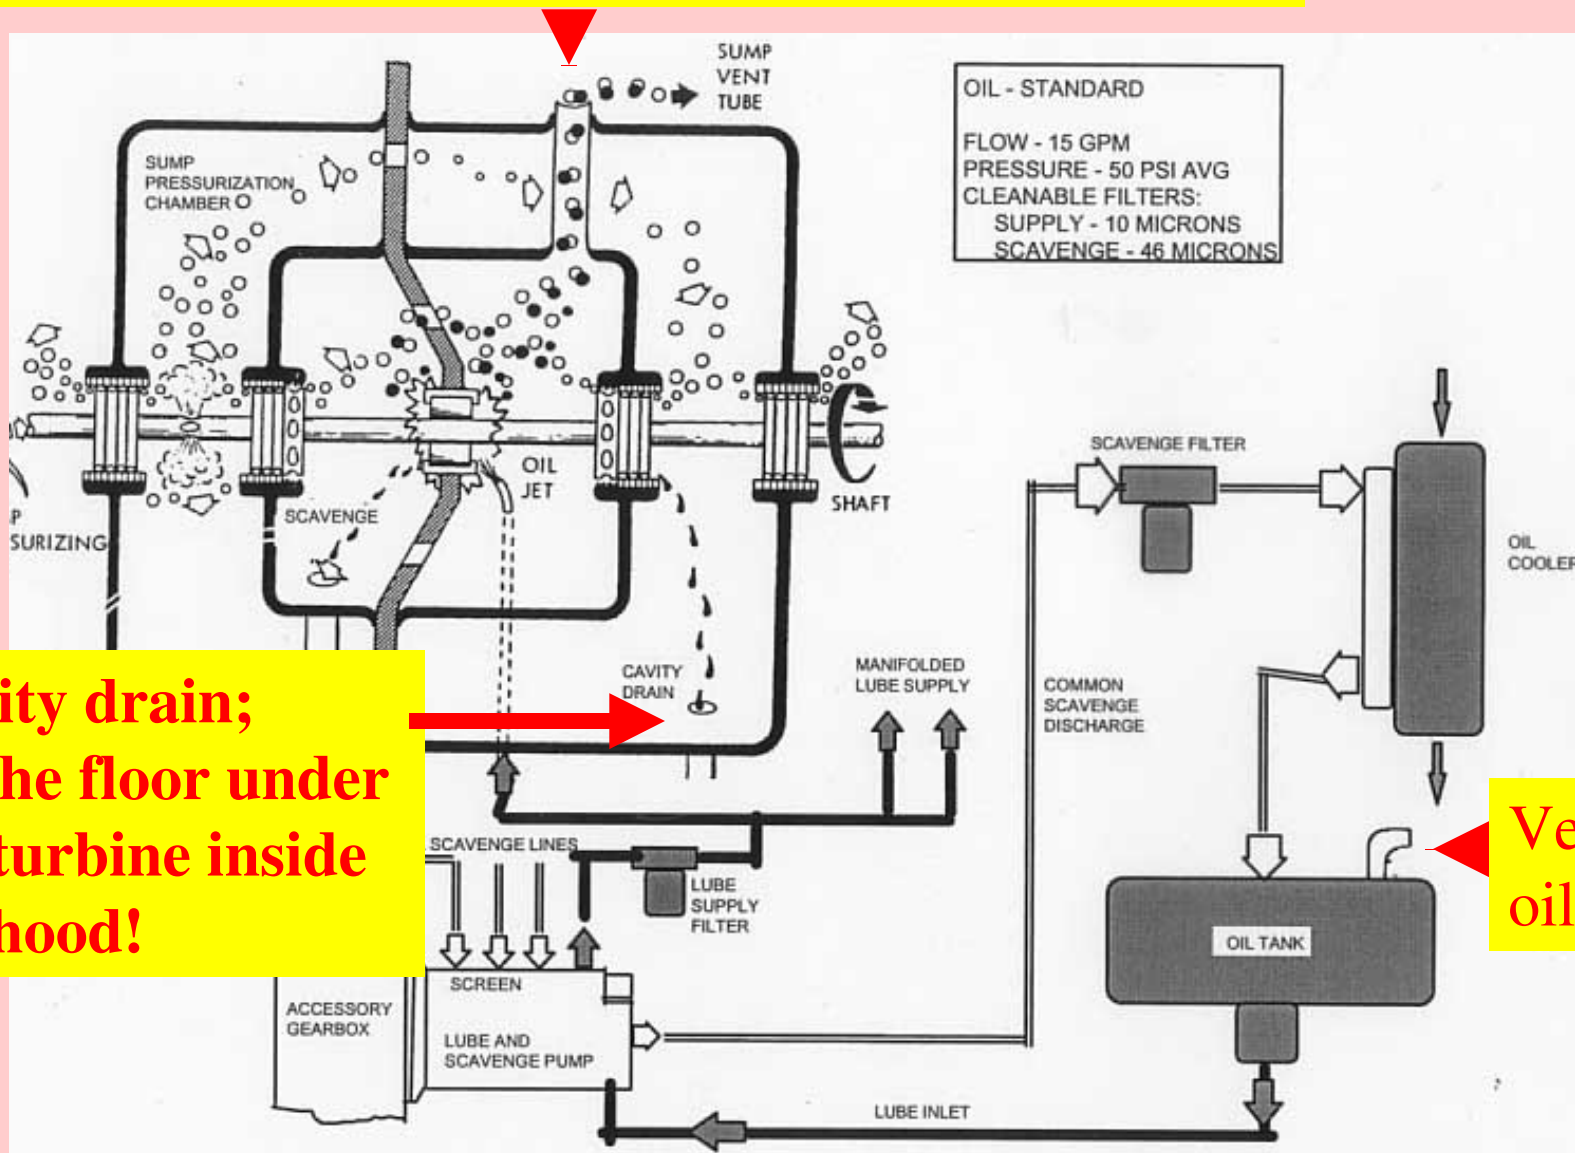 SUMP
VENT
TUBE
OIL - STANDARD
FLOW - 15 GPM
PRESSURE - 50 PSI AVG
CLEANABLE FILTERS:
SUPPLY - 10 MICRONS
SCAVENGE - 46 MICRONS
SUMP
PRESSURIZATION
CHAMBER
OIL
JET
SCAVENGE
SHAFT
P
SURIZING
SCAVENGE FILTER
OIL
COOLER
CAVITY
DRAIN
MANIFOLDED
LUBE SUPPLY
COMMON
SCAVENGE
DISCHARGE
ity drain;
he floor under
turbine inside
hood!
SCAVENGE LINES
LUBE
SUPPLY
FILTER
Ve
oil
OIL TANK
SCREEN
ACCESSORY
GEARBOX
LUBE AND
SCAVENGE PUMP
LUBE INLET